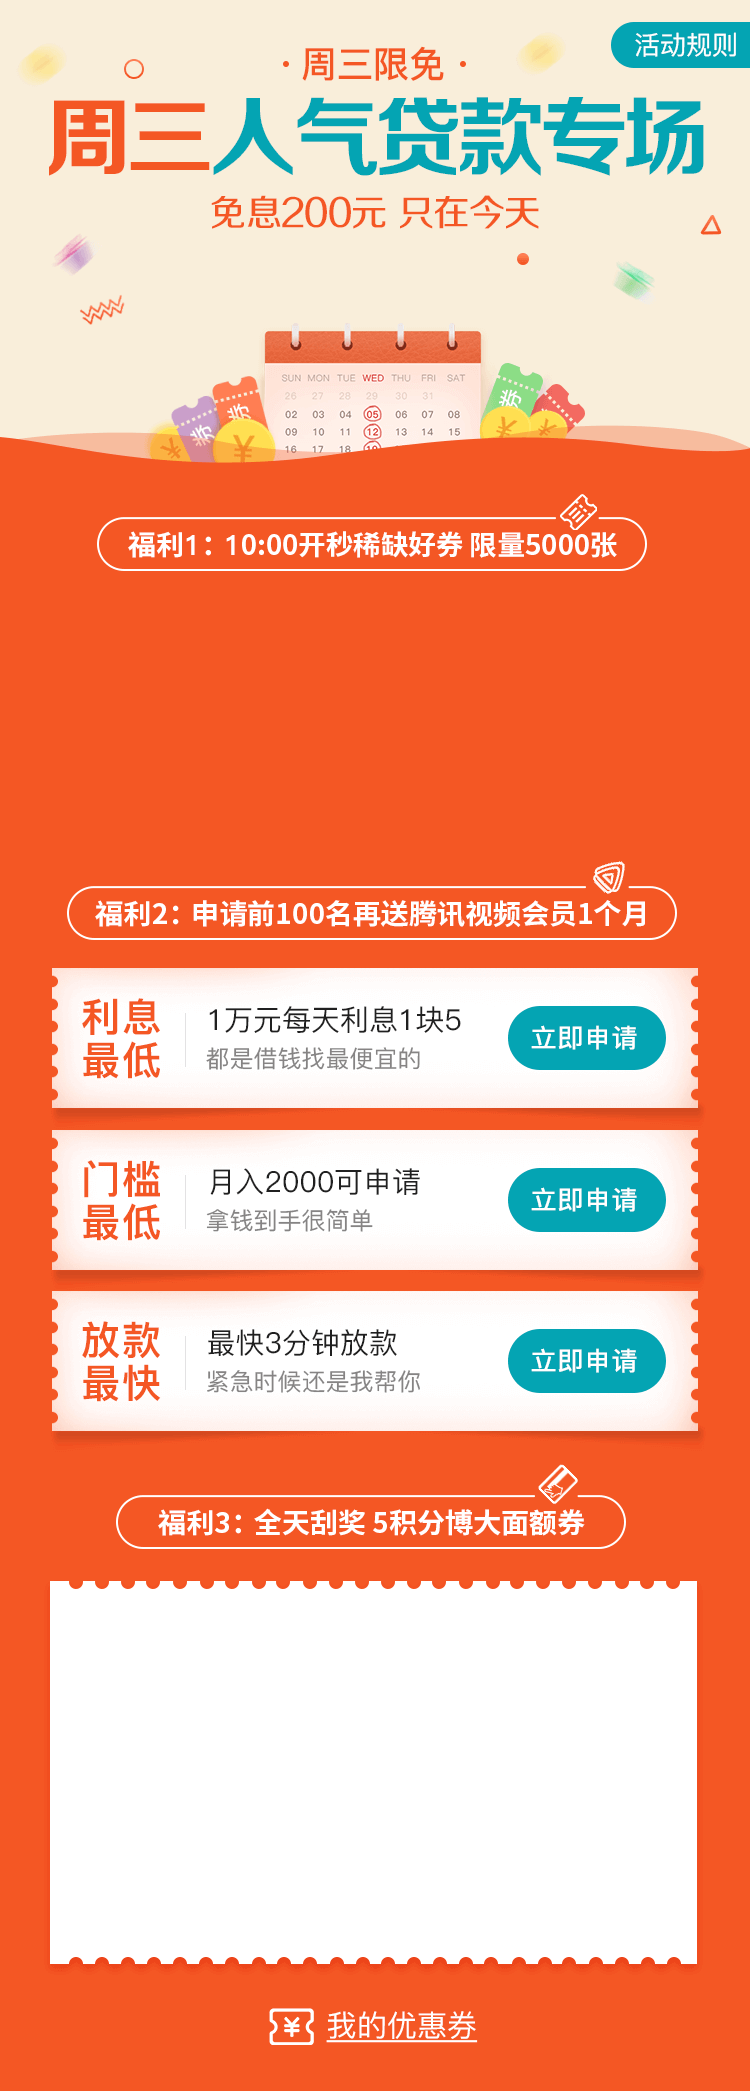 活动规则
·周三限免·
周三人气贷款专场
免息200元 只在今天
SUN MON TUE WED THU FRI SAT
26 27 28 29 30 31
02 03 04 05 06 07 08
09 10 11 12 13 14 15
16 17 18
券 券 券
¥ ¥ ¥ ¥
福利1：10:00开秒稀缺好券 限量5000张
福利2：申请前100名再送腾讯视频会员1个月
利息
最低
1万元每天利息1块5
都是借钱找最便宜的
立即申请
门槛
最低
月入2000可申请
拿钱到手很简单
立即申请
放款
最快
最快3分钟放款
紧急时候还是我帮你
立即申请
福利3：全天刮奖 5积分博大面额券
¥ 我的优惠券